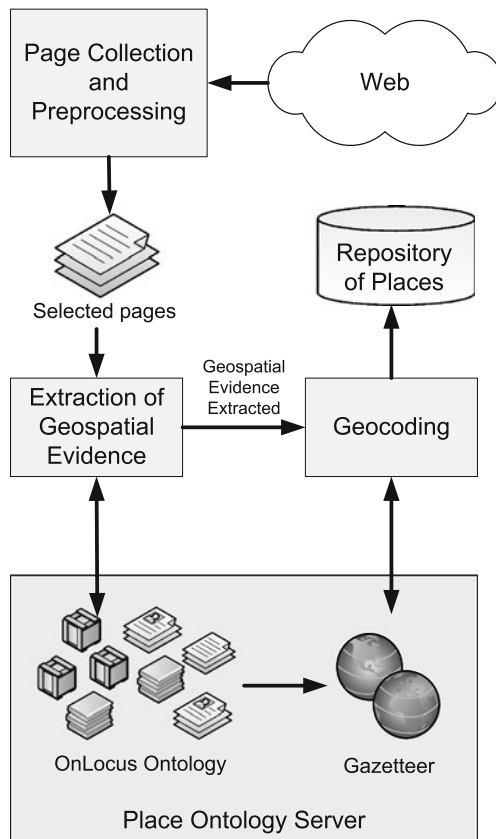 Page Collection
and
Preprocessing
Web
Selected pages
Repository
of Places
Extraction of
Geospatial
Evidence
Geospatial
Evidence
Extracted
Geocoding
OnLocus Ontology
Gazetteer
Place Ontology Server